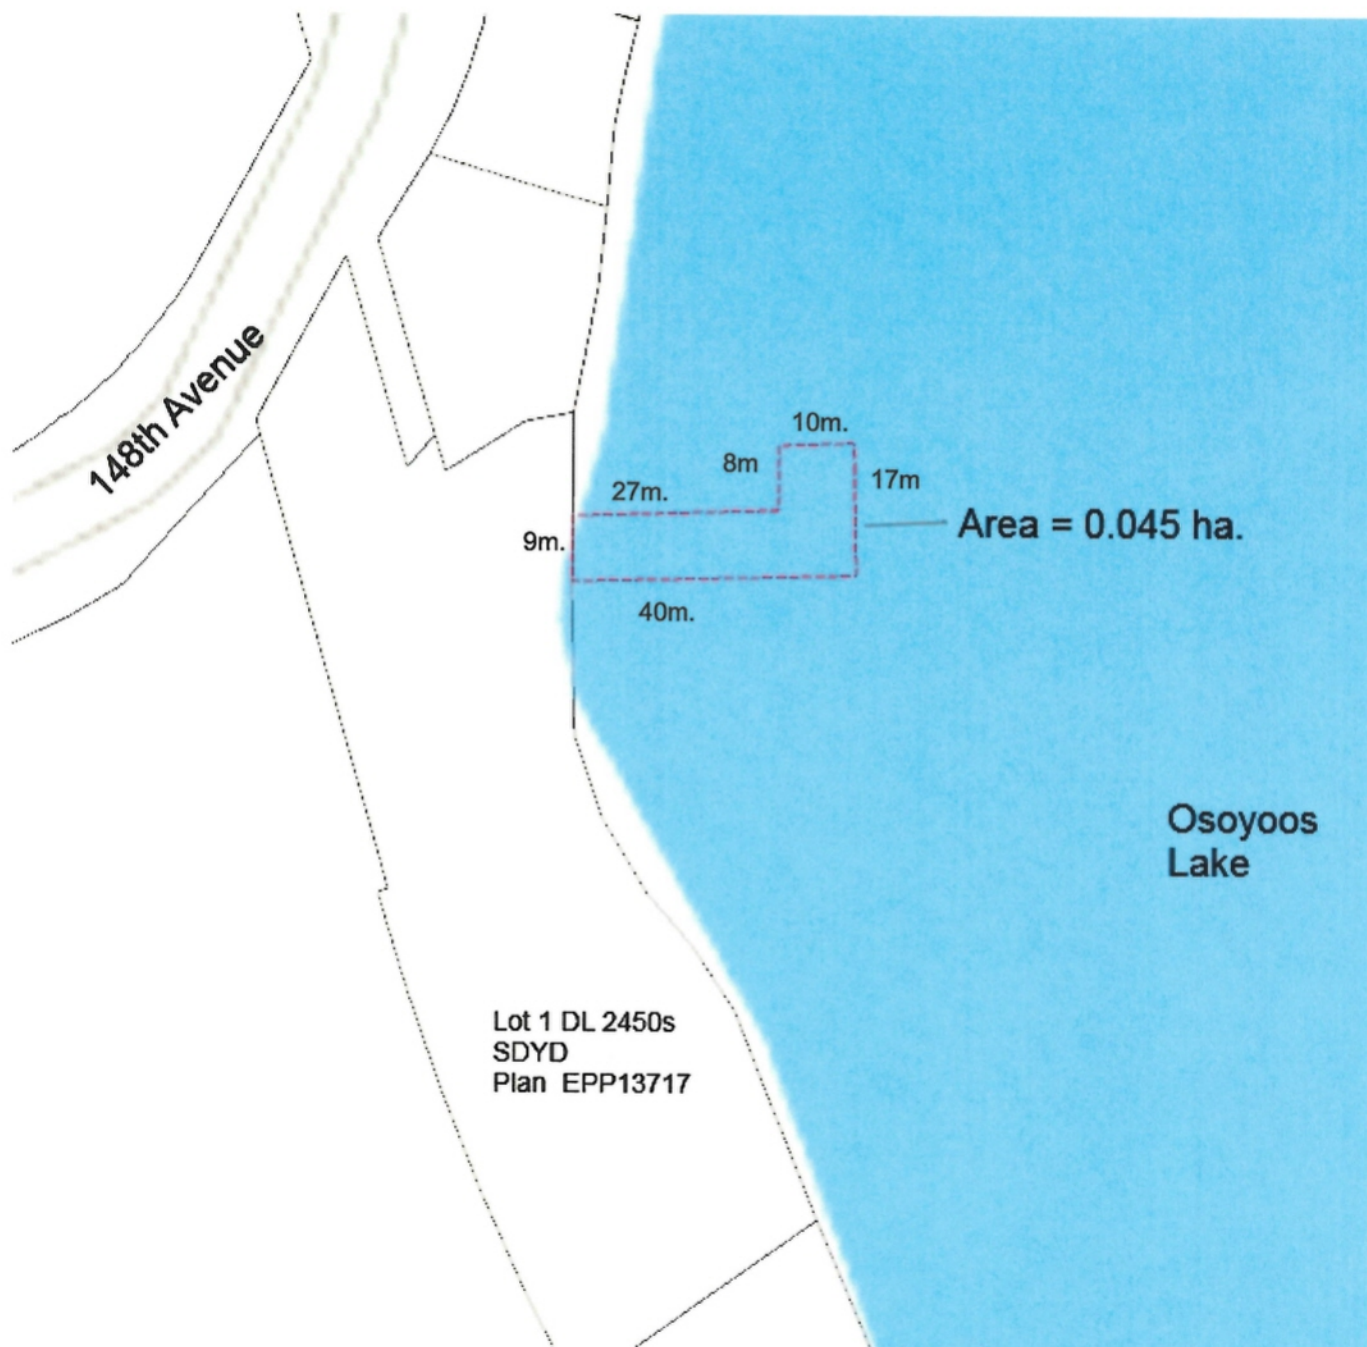 148th Avenue
10m.
8m
17m
27m.
Area = 0.045 ha.
9m.
40m.
Osoyoos
Lake
Lot 1 DL 2450s
SDYD
Plan EPP13717